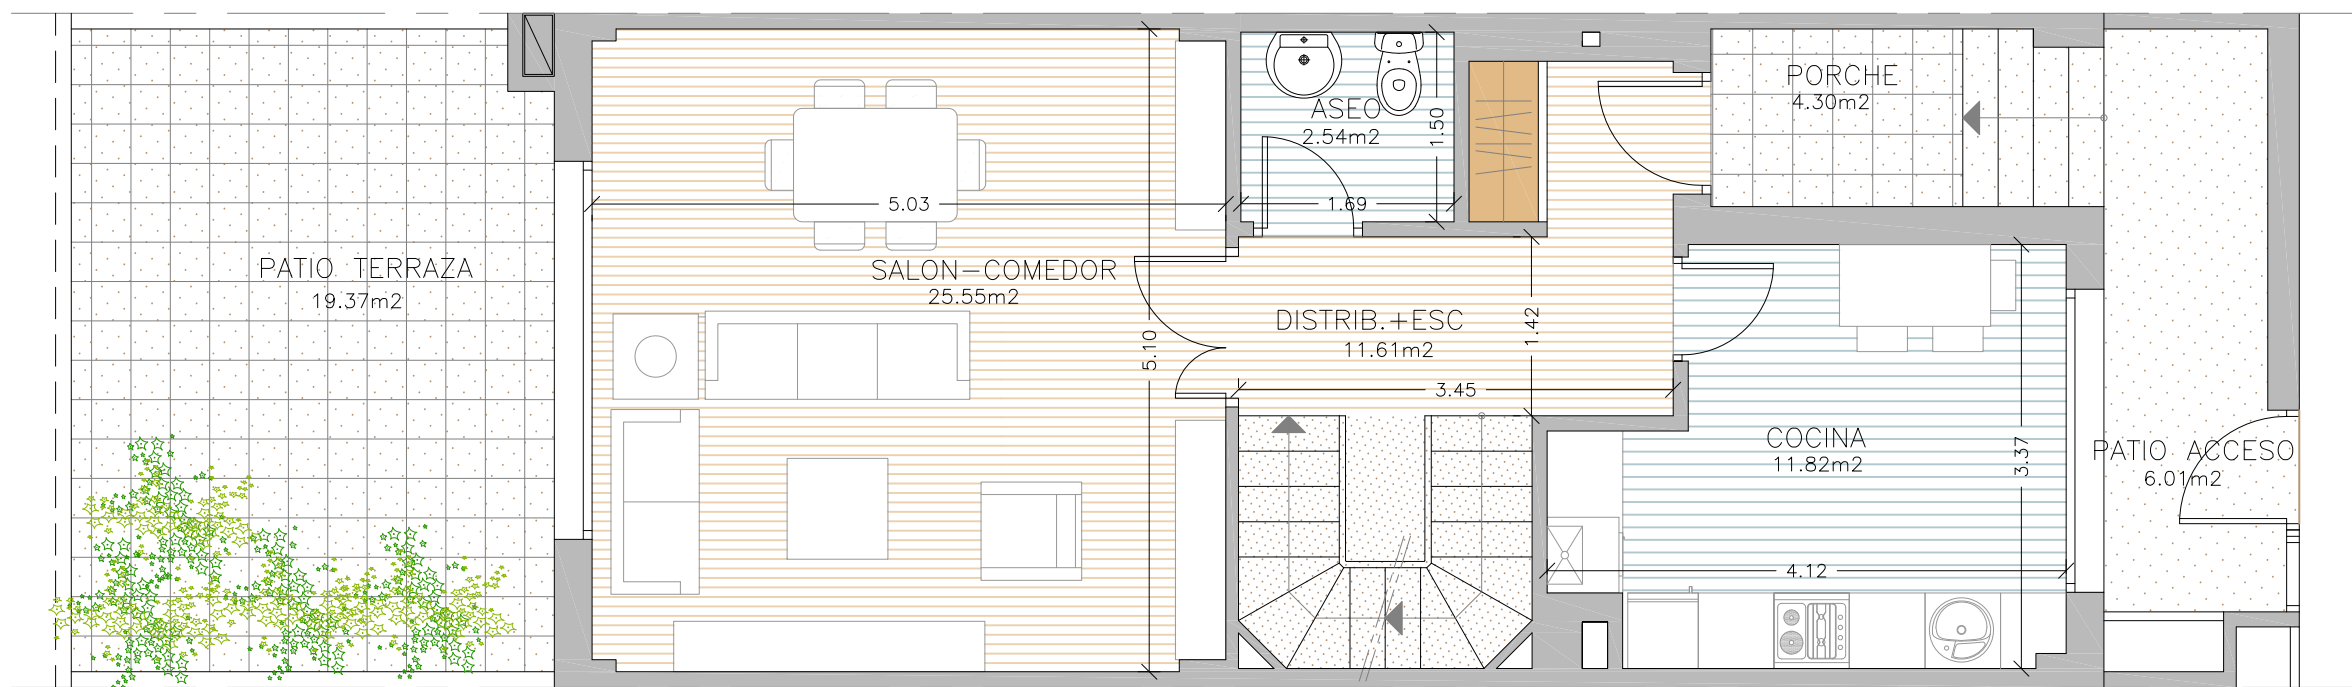 PORCHE
4.30m2
ASEO
2.54m2
1.50
5.03
1.69
PATIO TERRAZA
19.37m2
SALON-COMEDOR
25.55m2
DISTRIB.+ESC
11.61m2
1.42
5.10
3.45
COCINA
11.82m2
3.37
PATIO ACCESO
6.01m2
4.12